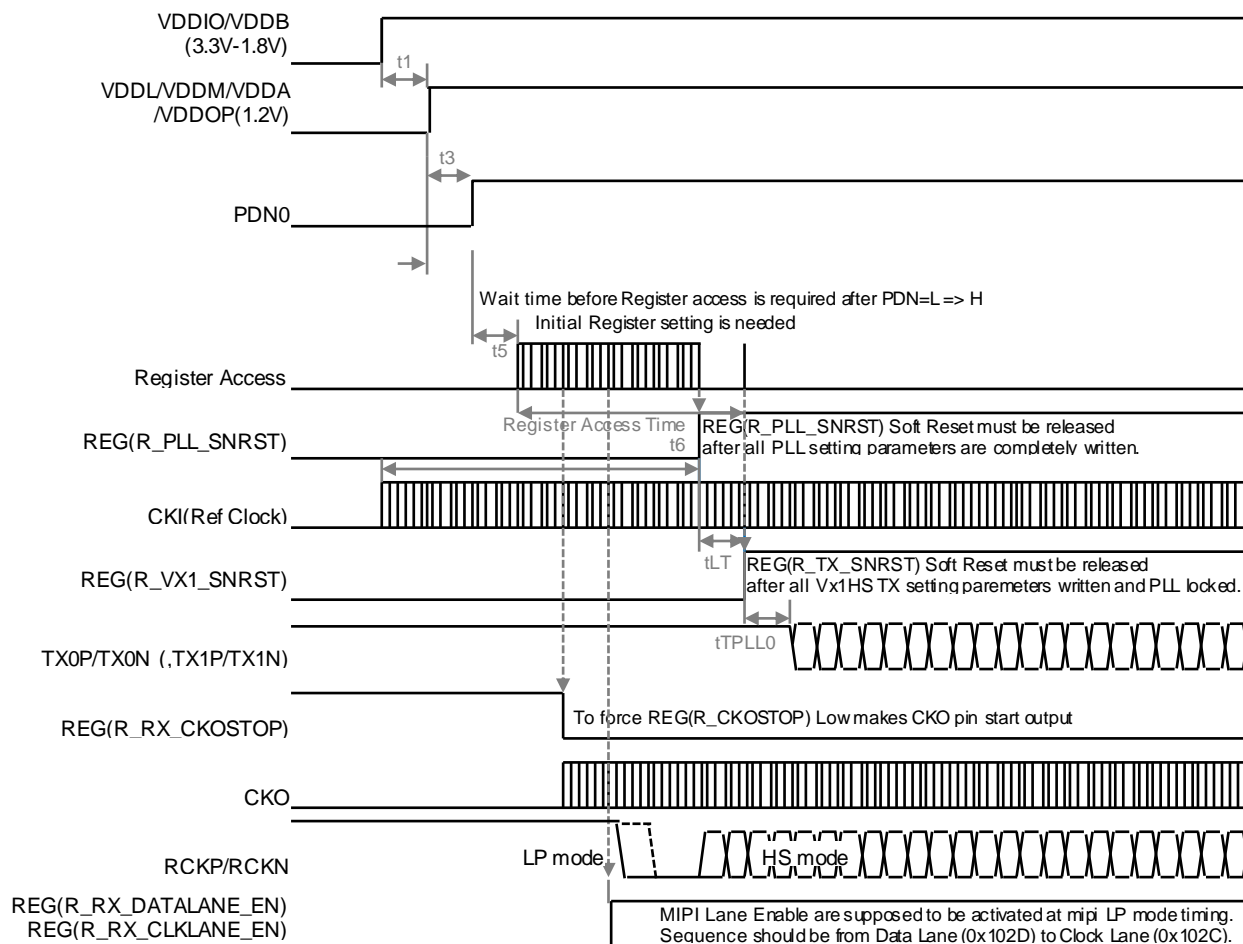 VDDIO/VDDB
(3.3V-1.8V)
t1
VDDL/VDDM/VDDA
/VDDOP(1.2V)
t3
PDN0
Wait time before Register access is required after PDN=L => H
Initial Register setting is needed
t5
Register Access
Register Access Time
t6
REG(R_PLL_SNRST) Soft Reset must be released
after all PLL setting parameters are completely written.
REG(R_PLL_SNRST)
CKI(Ref Clock)
tLT
REG(R_TX_SNRST) Soft Reset must be released
after all Vx1HS TX setting paremeters written and PLL locked.
REG(R_VX1_SNRST)
tTPLL0
TX0P/TX0N (,TX1P/TX1N)
To force REG(R_CKOSTOP) Low makes CKO pin start output
REG(R_RX_CKOSTOP)
CKO
LP mode
HS mode
RCKP/RCKN
REG(R_RX_DATALANE_EN)
REG(R_RX_CLKLANE_EN)
MIPI Lane Enable are supposed to be activated at mipi LP mode timing.
Sequence should be from Data Lane (0x102D) to Clock Lane (0x102C).